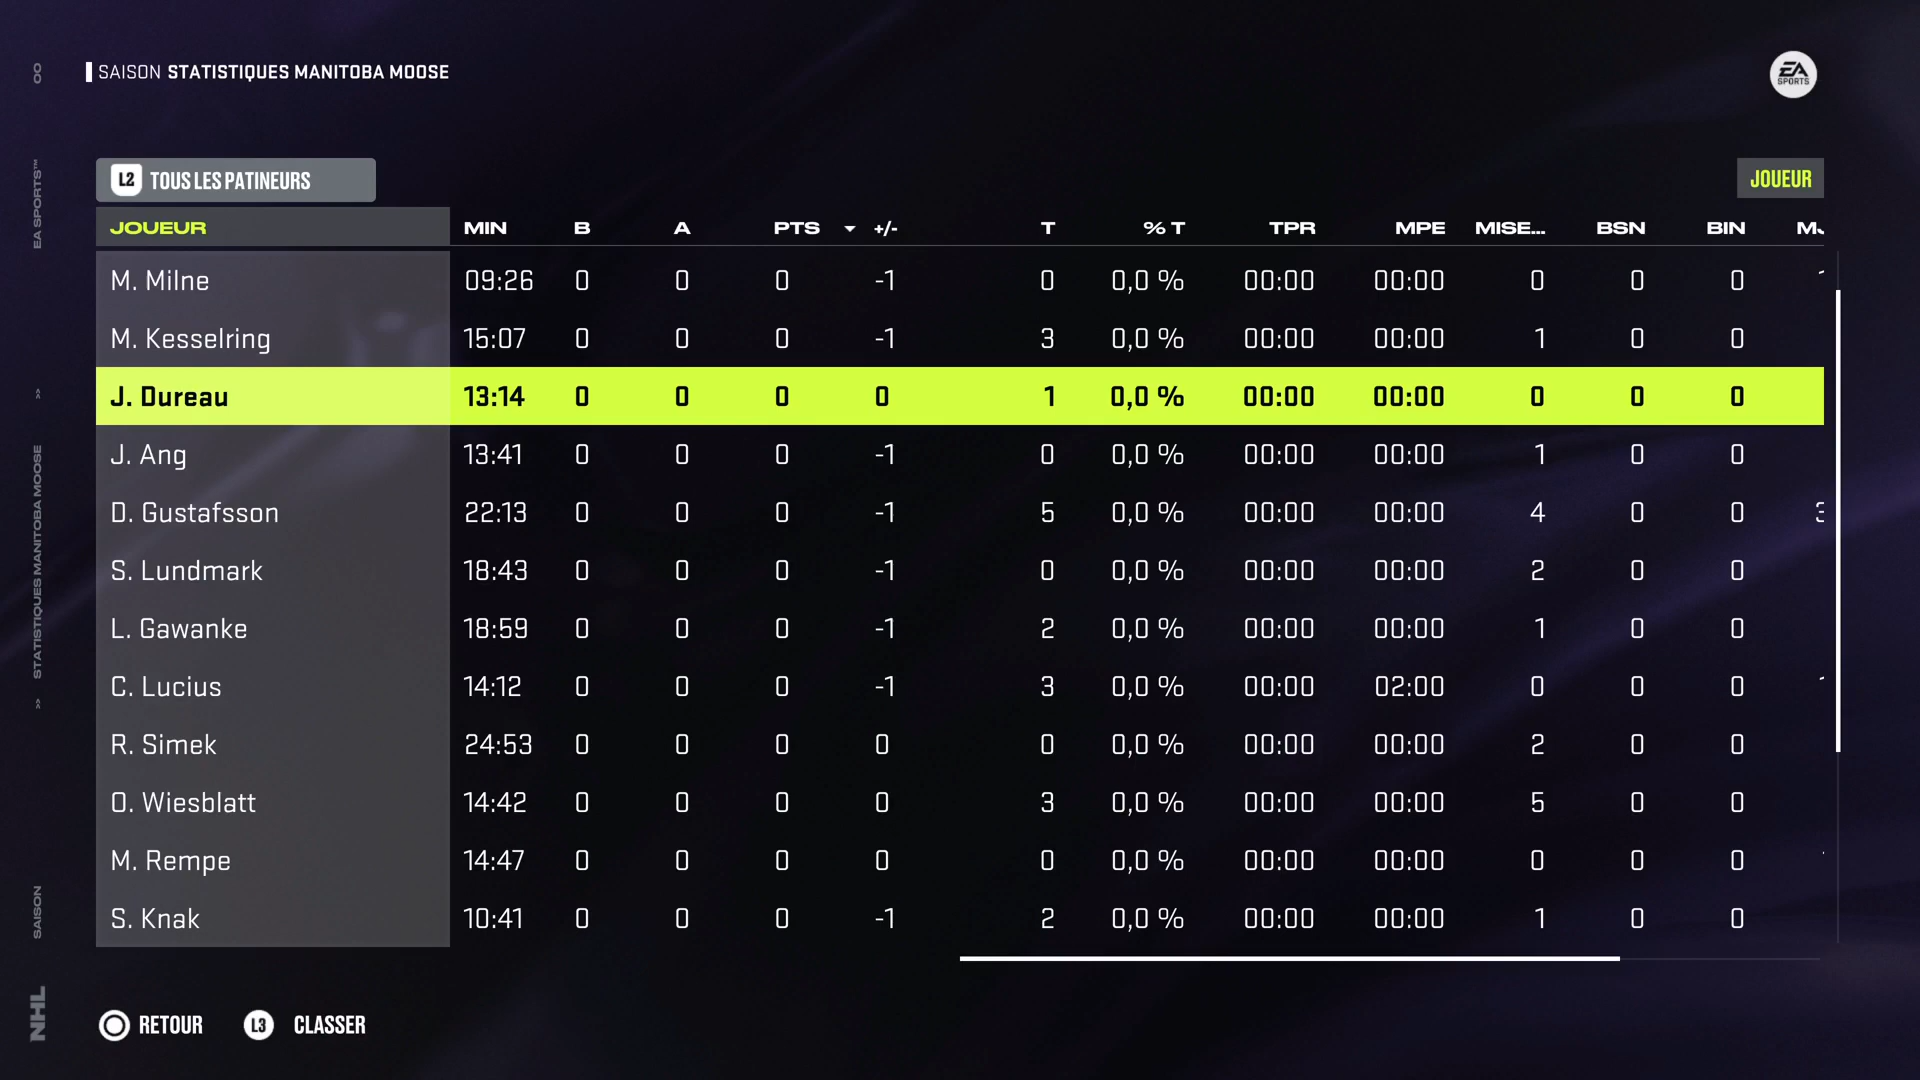 SAISON STATISTIQUES MANITOBA MOOSE
EA SPORTS
L2 TOUS LES PATINEURS
JOUEUR
JOUEUR MIN B A PTS +/- T % T TPR MPE MISE... BSN BIN
M. Milne 09:26 0 0 0 -1 0 0,0 % 00:00 00:00 0 0 0
M. Kesselring 15:07 0 0 0 -1 3 0,0 % 00:00 00:00 1 0 0
J. Dureau 13:14 0 0 0 0 1 0,0 % 00:00 00:00 0 0 0
J. Ang 13:41 0 0 0 -1 0 0,0 % 00:00 00:00 1 0 0
D. Gustafsson 22:13 0 0 0 -1 5 0,0 % 00:00 00:00 4 0 0
S. Lundmark 18:43 0 0 0 -1 0 0,0 % 00:00 00:00 2 0 0
L. Gawanke 18:59 0 0 0 -1 2 0,0 % 00:00 00:00 1 0 0
C. Lucius 14:12 0 0 0 -1 3 0,0 % 00:00 02:00 0 0 0
R. Simek 24:53 0 0 0 0 0 0,0 % 00:00 00:00 2 0 0
O. Wiesblatt 14:42 0 0 0 0 3 0,0 % 00:00 00:00 5 0 0
M. Rempe 14:47 0 0 0 0 0 0,0 % 00:00 00:00 0 0 0
S. Knak 10:41 0 0 0 -1 2 0,0 % 00:00 00:00 1 0 0
RETOUR L3 CLASSER
NHL SAISON >> STATISTIQUES MANITOBA MOOSE >> EA SPORTS™